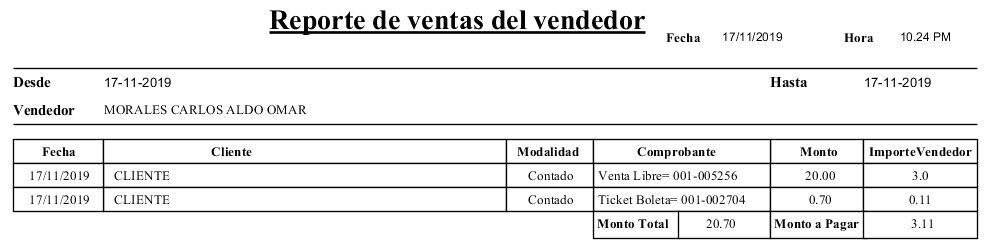 Reporte de ventas del vendedor
Fecha 17/11/2019 Hora 10.24 PM
Desde 17-11-2019 Hasta 17-11-2019
Vendedor MORALES CARLOS ALDO OMAR
Fecha Cliente Modalidad Comprobante Monto ImporteVendedor
17/11/2019 CLIENTE Contado Venta Libre= 001-005256 20.00 3.0
17/11/2019 CLIENTE Contado Ticket Boleta= 001-002704 0.70 0.11
Monto Total 20.70 Monto a Pagar 3.11